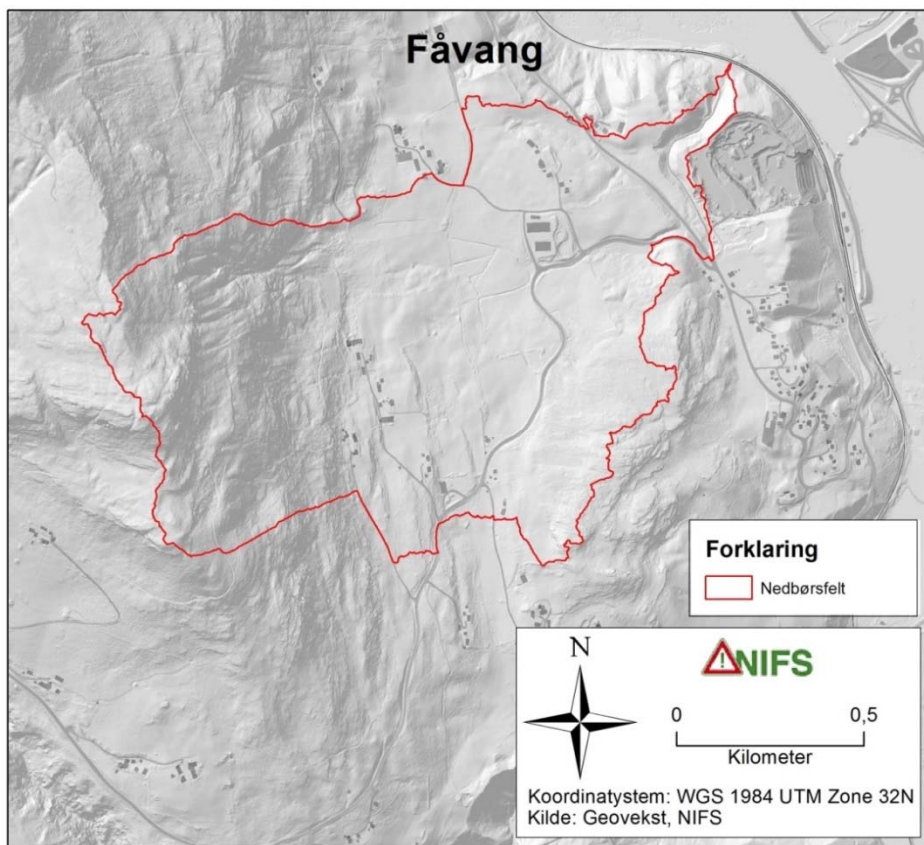 Fåvang
Forklaring
Nedbørsfelt
N
NIFS
0 0,5
Kilometer
Koordinatystem: WGS 1984 UTM Zone 32N
Kilde: Geovekst, NIFS